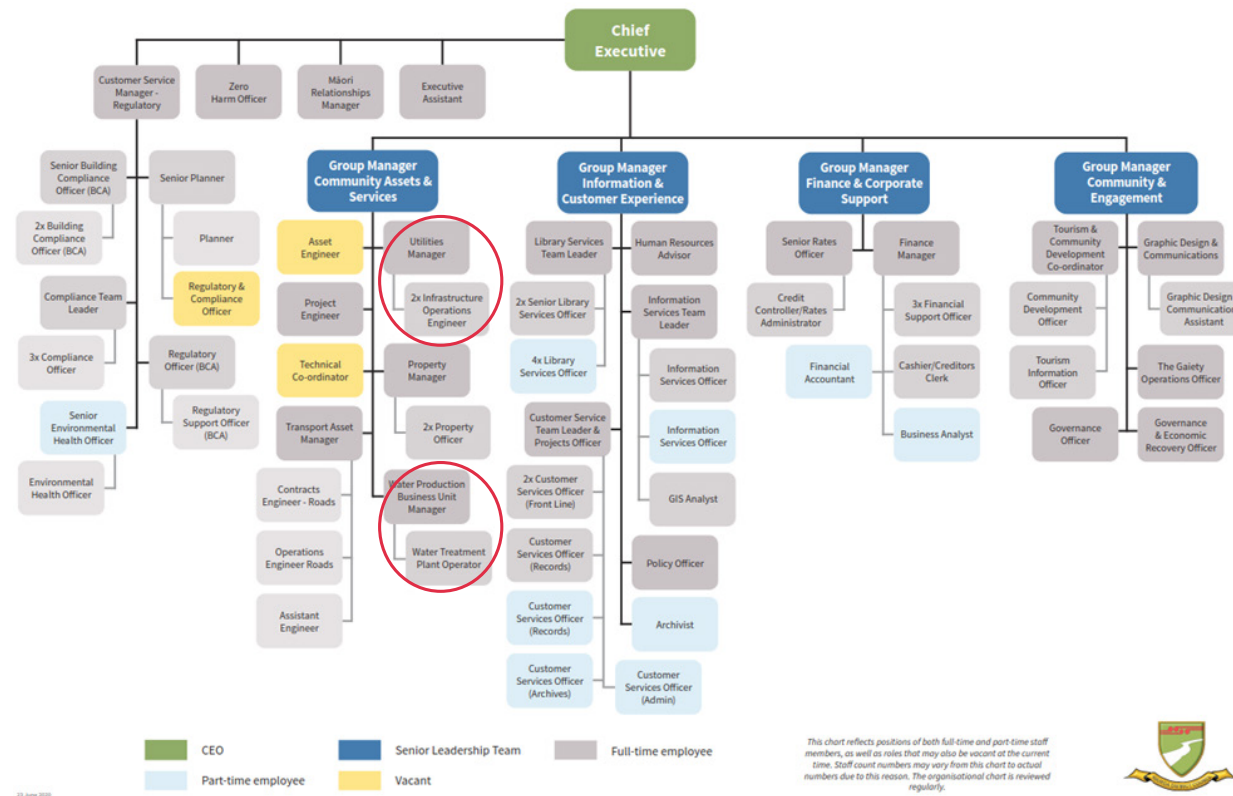 Chief
Executive
Customer Service
Manager -
Regulatory
Zero
Harm Officer
Māori
Relationships
Manager
Executive
Assistant
Senior Building
Compliance
Officer (BCA)
2x Building
Compliance
Officer (BCA)
Senior Planner
Planner
Regulatory &
Compliance
Officer
Compliance Team
Leader
3x Compliance
Officer
Regulatory
Officer (BCA)
Regulatory
Support Officer
(BCA)
Senior
Environmental
Health Officer
Environmental
Health Officer
Group Manager
Community Assets &
Services
Asset
Engineer
Utilities
Manager
2x Infrastructure
Operations
Engineer
Project
Engineer
Technical
Co-ordinator
Property
Manager
2x Property
Officer
Transport Asset
Manager
Contracts
Engineer - Roads
Operations
Engineer Roads
Assistant
Engineer
Water Production
Business Unit
Manager
Water Treatment
Plant Operator
Group Manager
Information &
Customer Experience
Library Services
Team Leader
2x Senior Library
Services Officer
4x Library
Services Officer
Human Resources
Advisor
Information
Services Team
Leader
Information
Services Officer
Information
Services Officer
GIS Analyst
Customer Service
Team Leader &
Projects Officer
2x Customer
Services Officer
(Front Line)
Customer
Services Officer
(Records)
Customer
Services Officer
(Records)
Customer
Services Officer
(Archives)
Customer
Services Officer
(Admin)
Policy Officer
Archivist
Group Manager
Finance & Corporate
Support
Senior Rates
Officer
Credit
Controller/Rates
Administrator
Finance
Manager
3x Financial
Support Officer
Financial
Accountant
Cashier/Creditors
Clerk
Business Analyst
Group Manager
Community &
Engagement
Tourism &
Community
Development
Co-ordinator
Community
Development
Officer
Tourism
Information
Officer
Graphic Design &
Communications
Graphic Design
Communication
Assistant
The Gaiety
Operations Officer
Governance
Officer
Governance
& Economic
Recovery Officer
CEO
Senior Leadership Team
Full-time employee
Part-time employee
Vacant
This chart reflects positions of both full-time and part-time staff
members, as well as roles that may also be vacant at the current
time. Staff count numbers may vary from this chart to actual
numbers due to this reason. The organisational chart is reviewed
regularly.